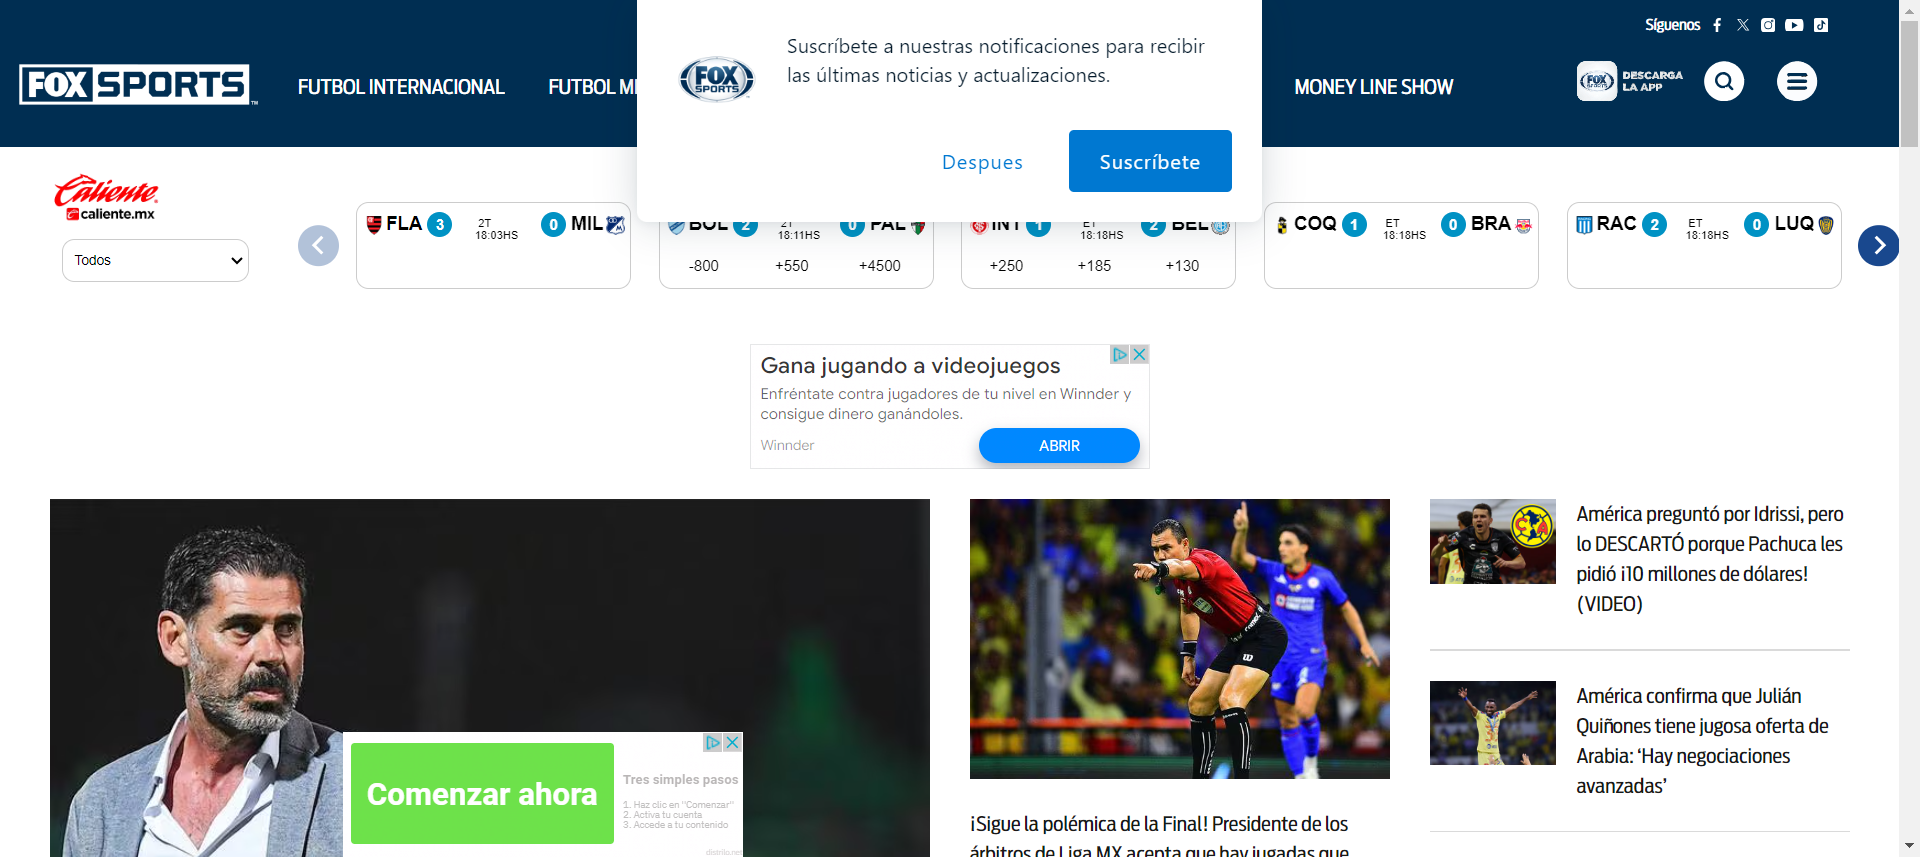 Síguenos
Suscríbete a nuestras notificaciones para recibir
las últimas noticias y actualizaciones.
FOX SPORTS
FOX SPORTS
FUTBOL INTERNACIONAL
FUTBOL
MONEY LINE SHOW
FOX SPORTS
DESCARGA
LA APP
Despues
Suscríbete
Caliente
caliente.mx
Todos
FLA 3 2T 18:03HS 0 MIL
BOL 2 2T 18:11HS 0 PAL
-800 +550 +4500
INT 1 ET 18:18HS 2 BEL
+250 +185 +130
COQ 1 ET 18:18HS 0 BRA
RAC 2 ET 18:18HS 0 LUQ
Gana jugando a videojuegos
Enfréntate contra jugadores de tu nivel en Winnder y
consigue dinero ganándoles.
Winnder
ABRIR
Comenzar ahora
Tres simples pasos
1. Haz clic en "Comenzar"
2. Activa tu cuenta
3. Accede a tu contenido
distrilo.net
¡Sigue la polémica de la Final! Presidente de los
árbitros de Liga MX acepta que hay jugadas que
América preguntó por Idrissi, pero
lo DESCARTÓ porque Pachuca les
pidió ¡10 millones de dólares!
(VIDEO)
América confirma que Julián
Quiñones tiene jugosa oferta de
Arabia: ‘Hay negociaciones
avanzadas’